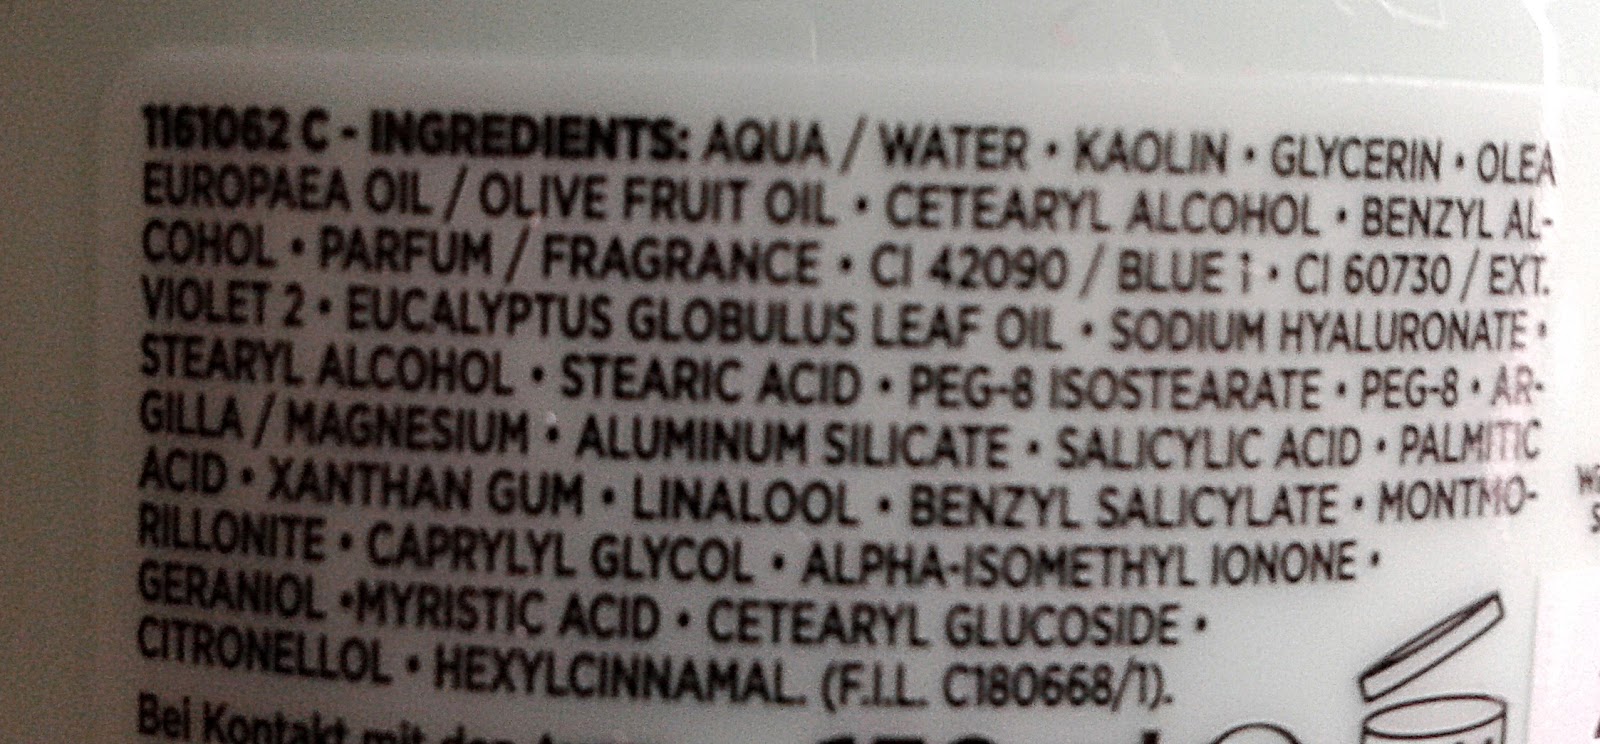 1161062 C - INGREDIENTS: AQUA / WATER • KAOLIN • GLYCERIN • OLEA
EUROPAEA OIL / OLIVE FRUIT OIL • CETEARYL ALCOHOL • BENZYL AL-
COHOL • PARFUM / FRAGRANCE • CI 42090 / BLUE 1 • CI 60730 / EXT.
VIOLET 2 • EUCALYPTUS GLOBULUS LEAF OIL • SODIUM HYALURONATE •
STEARYL ALCOHOL • STEARIC ACID • PEG-8 ISOSTEARATE • PEG-8 • AR-
GILLA / MAGNESIUM • ALUMINUM SILICATE • SALICYLIC ACID • PALMITIC
ACID • XANTHAN GUM • LINALOOL • BENZYL SALICYLATE • MONTMO-
RILLONITE • CAPRYLYL GLYCOL • ALPHA-ISOMETHYL IONONE •
GERANIOL •MYRISTIC ACID • CETEARYL GLUCOSIDE •
CITRONELLOL • HEXYLCINNAMAL. (F.I.L. C180668/1).
Bei Kontakt mit den